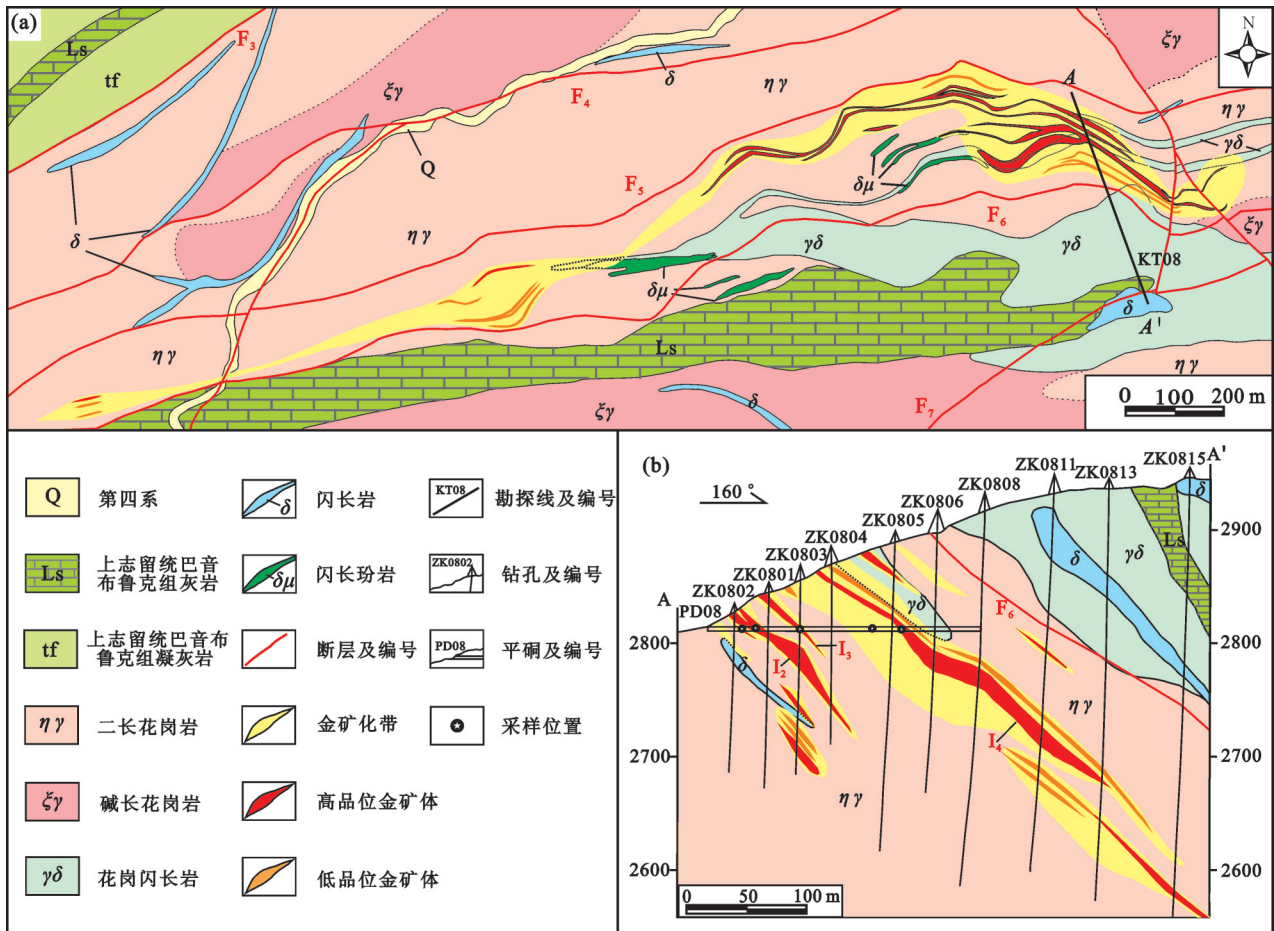 (a)
N
Ls
tf
F₃
ξγ
δ
ηγ
ξγ
A
F₄
Q
ηγ
γδ
δ
F₅
δμ
ηγ
F₆
ξγ
γδ
γδ
KT08
ηγ
δμ
δ
A'
Ls
ηγ
ξγ
δ
F₇
0 100 200 m
Q 第四系
δ 闪长岩
KT08 勘探线及编号
Ls 上志留统巴音
布鲁克组灰岩
δμ 闪长玢岩
ZK0802 钻孔及编号
tf 上志留统巴音布
鲁克组凝灰岩
断层及编号
PD08 平硐及编号
ηγ 二长花岗岩
金矿化带
采样位置
ξγ 碱长花岗岩
高品位金矿体
γδ 花岗闪长岩
低品位金矿体
(b)
160°
ZK0815 A'
ZK0811
ZK0813
ZK0808
ZK0806
ZK0805
ZK0804
ZK0803
ZK0801
ZK0802
A
PD08
δ
2900
Ls
δ
γδ
γδ
F₆
2800
2800
I₃
I₂
δ
ηγ
I₄
2700
2700
ηγ
2600
2600
0 50 100 m